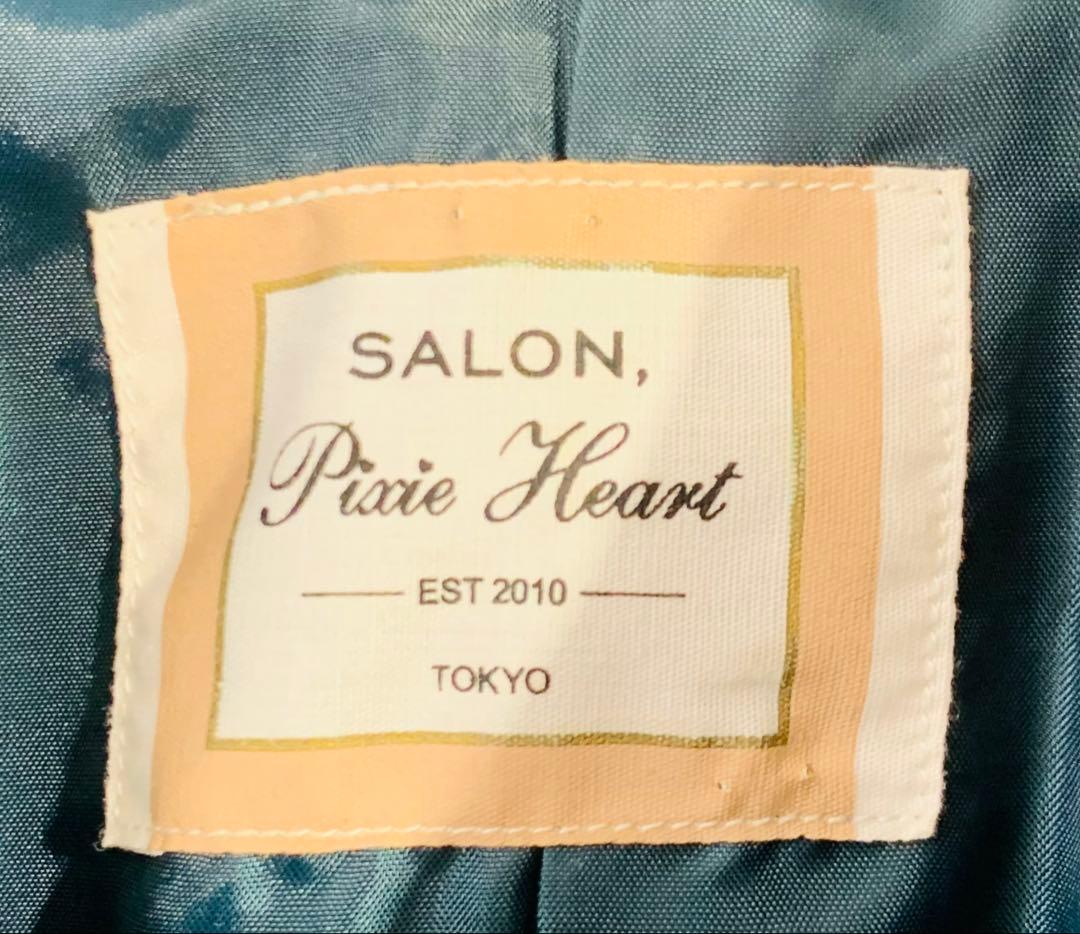 SALON,
Pixie Heart
EST 2010
TOKYO